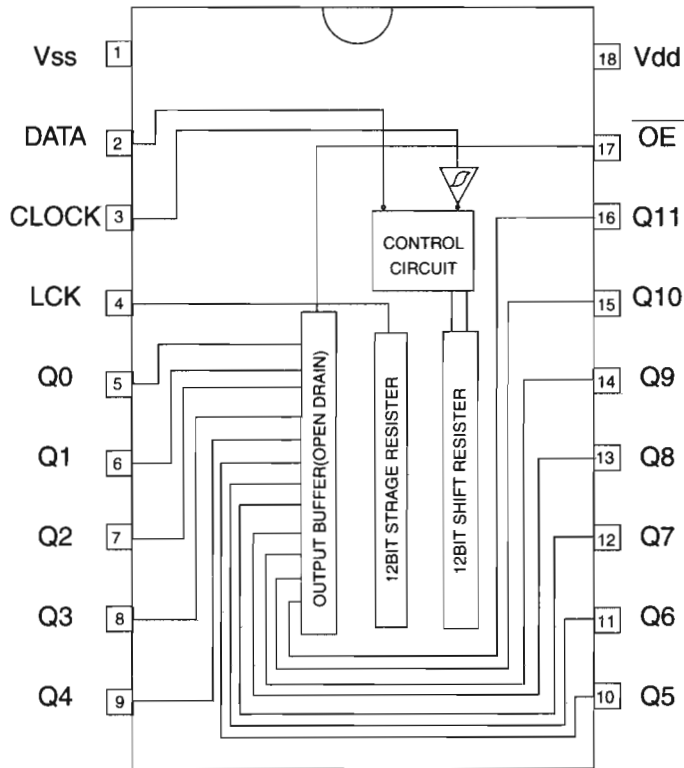 Vss 1
18 Vdd
DATA 2
17 OE
CLOCK 3
16 Q11
CONTROL
CIRCUIT
LCK 4
15 Q10
Q0 5
14 Q9
Q1 6
13 Q8
Q2 7
12 Q7
Q3 8
11 Q6
Q4 9
10 Q5
OUTPUT BUFFER(OPEN DRAIN)
12BIT STRAGE RESISTER
12BIT SHIFT RESISTER